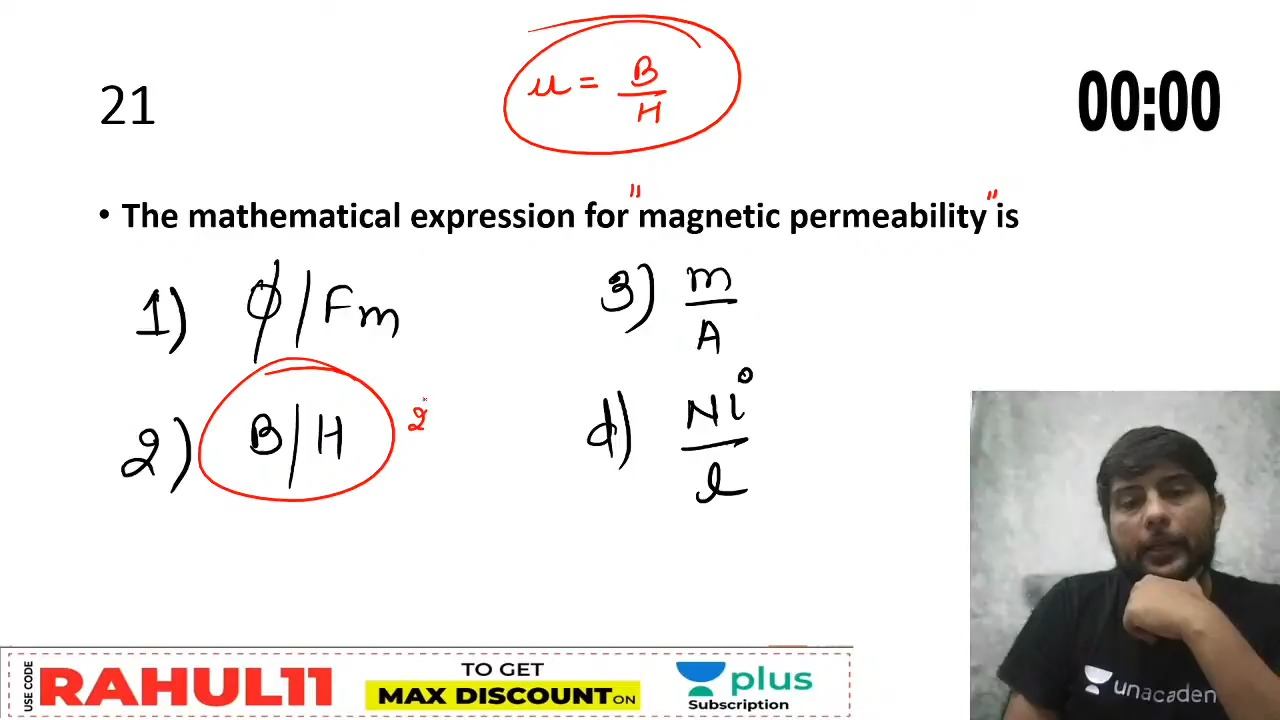 μ = B/H
21
00:00
• The mathematical expression for "magnetic permeability" is
1) ϕ/Fm
3) m/A
2) B/H 2
d) Ni/l
USE CODE
RAHUL11
TO GET
MAX DISCOUNT ON
plus
Subscription
unacaden